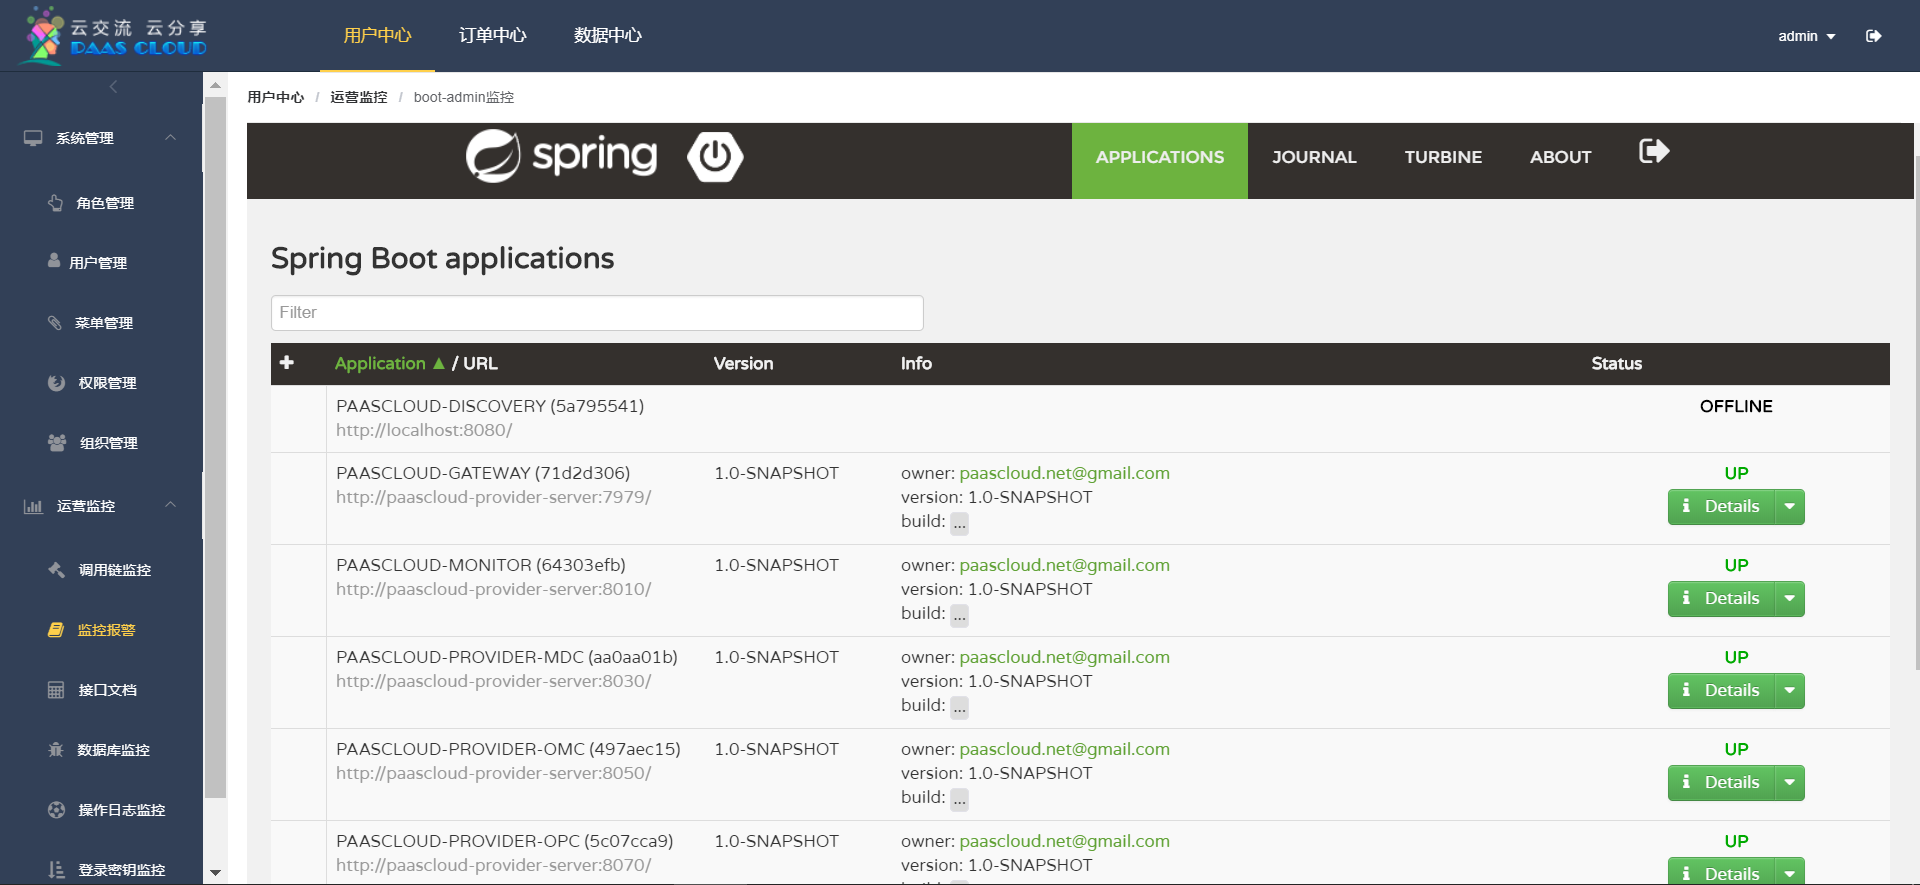 云交流 云分享
PAAS CLOUD
用户中心
订单中心
数据中心
admin
系统管理
角色管理
用户管理
菜单管理
权限管理
组织管理
运营监控
调用链监控
监控报警
接口文档
数据库监控
操作日志监控
登录密钥监控
用户中心 / 运营监控 / boot-admin监控
spring
APPLICATIONS
JOURNAL
TURBINE
ABOUT
Spring Boot applications
Filter
Application ▲ / URL Version Info Status
PAASCLOUD-DISCOVERY (5a795541) OFFLINE
http://localhost:8080/
PAASCLOUD-GATEWAY (71d2d306) 1.0-SNAPSHOT owner: paascloud.net@gmail.com UP
http://paascloud-provider-server:7979/ version: 1.0-SNAPSHOT Details
build: ...
PAASCLOUD-MONITOR (64303efb) 1.0-SNAPSHOT owner: paascloud.net@gmail.com UP
http://paascloud-provider-server:8010/ version: 1.0-SNAPSHOT Details
build: ...
PAASCLOUD-PROVIDER-MDC (aa0aa01b) 1.0-SNAPSHOT owner: paascloud.net@gmail.com UP
http://paascloud-provider-server:8030/ version: 1.0-SNAPSHOT Details
build: ...
PAASCLOUD-PROVIDER-OMC (497aec15) 1.0-SNAPSHOT owner: paascloud.net@gmail.com UP
http://paascloud-provider-server:8050/ version: 1.0-SNAPSHOT Details
build: ...
PAASCLOUD-PROVIDER-OPC (5c07cca9) 1.0-SNAPSHOT owner: paascloud.net@gmail.com UP
http://paascloud-provider-server:8070/ version: 1.0-SNAPSHOT Details